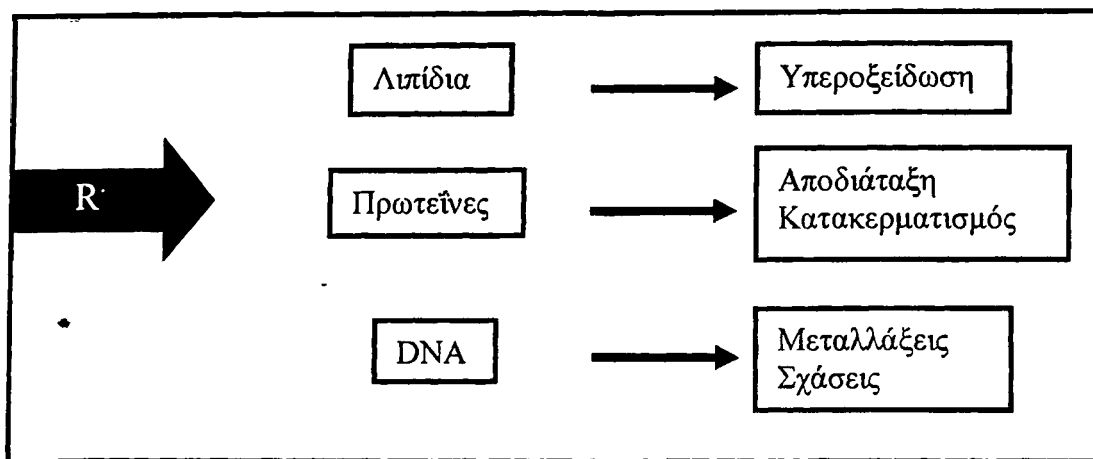 Λιπίδια
Υπεροξείδωση
R·
Πρωτεΐνες
Αποδιάταξη
Κατακερματισμός
DNA
Μεταλλάξεις
Σχάσεις